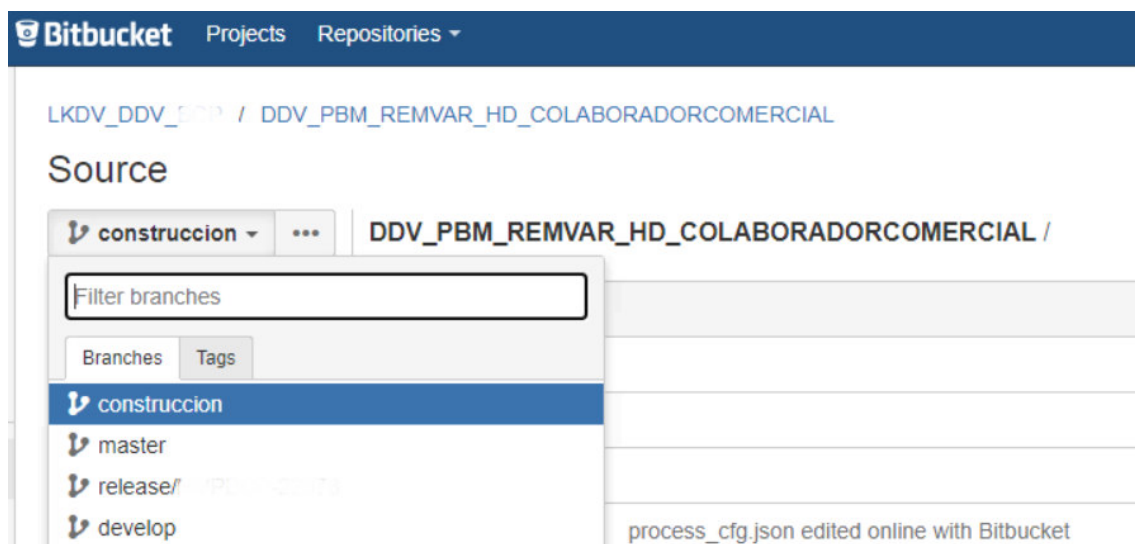 Bitbucket Projects Repositories
LKDV_DDV_ / DDV_PBM_REMVAR_HD_COLABORADORCOMERCIAL
Source
construccion ••• DDV_PBM_REMVAR_HD_COLABORADORCOMERCIAL /
Filter branches
Branches Tags
construccion
master
release/
develop process_cfg.json edited online with Bitbucket